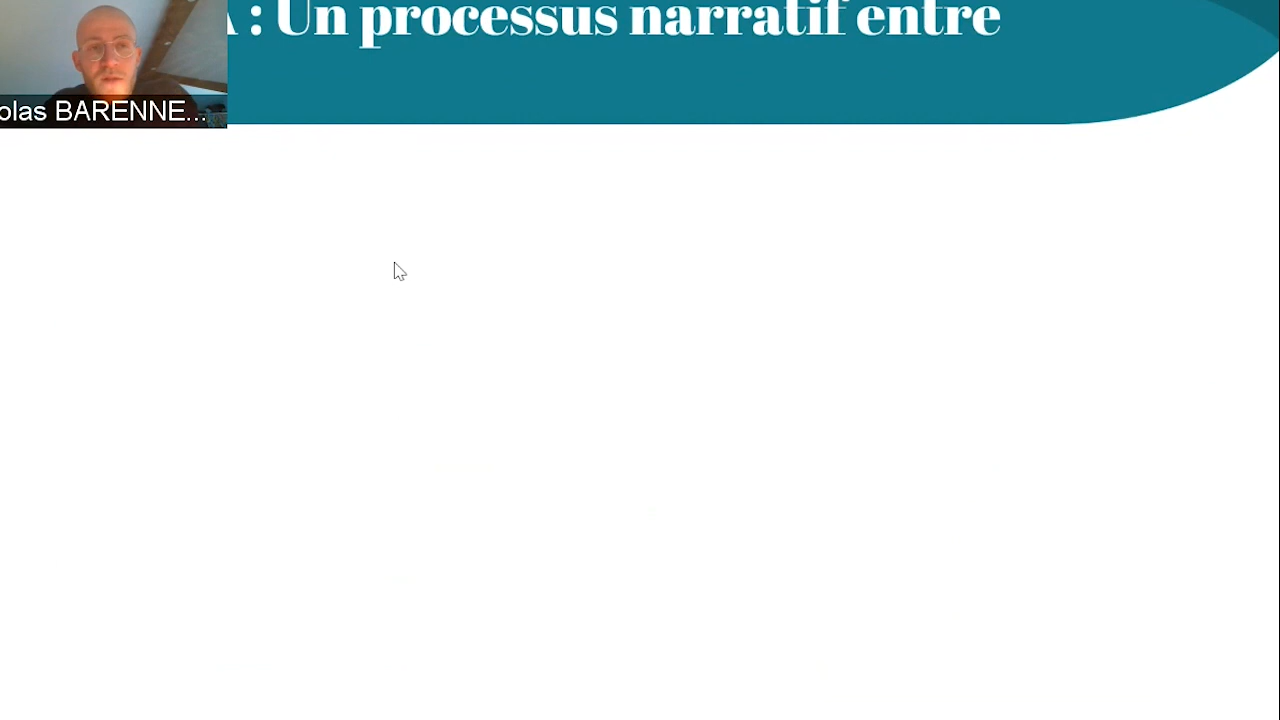 : Un processus narratif entre
olas BARENNE...